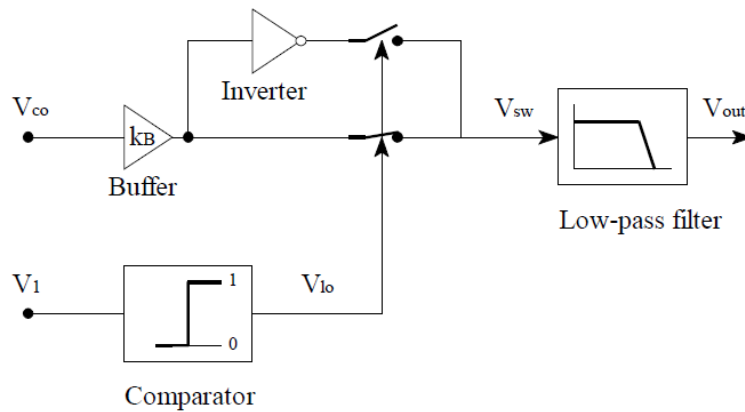 Inverter
Vco
kB
Vsw
Vout
Buffer
Low-pass filter
V1
Vlo
1
0
Comparator